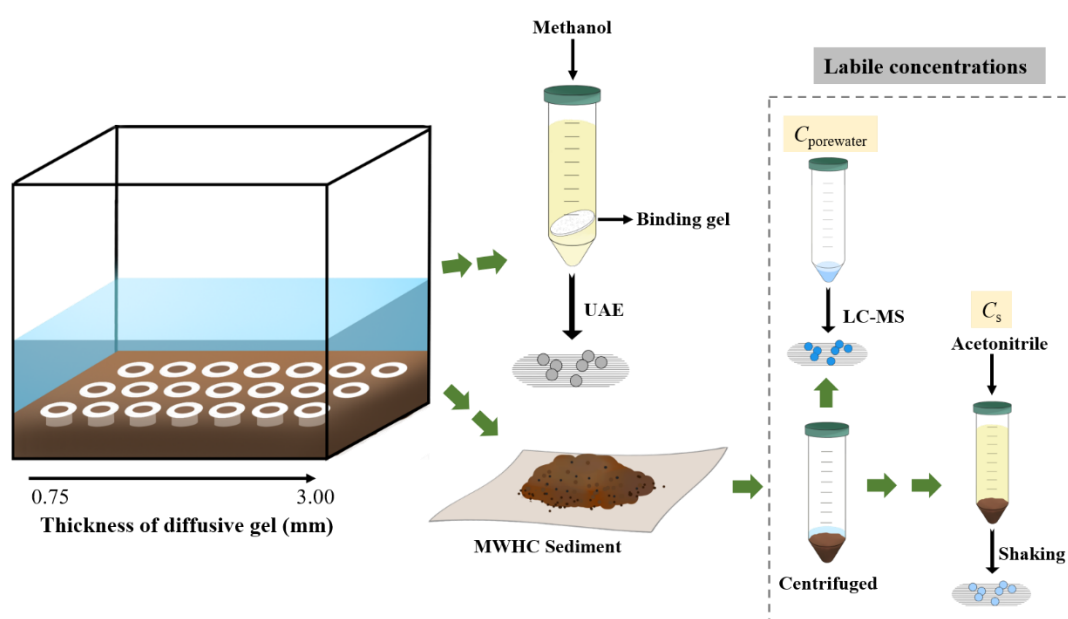 Methanol
Labile concentrations
Cporewater
Binding gel
UAE
LC-MS
Cs
Acetonitrile
0.75 3.00
Thickness of diffusive gel (mm)
MWHC Sediment
Centrifuged
Shaking